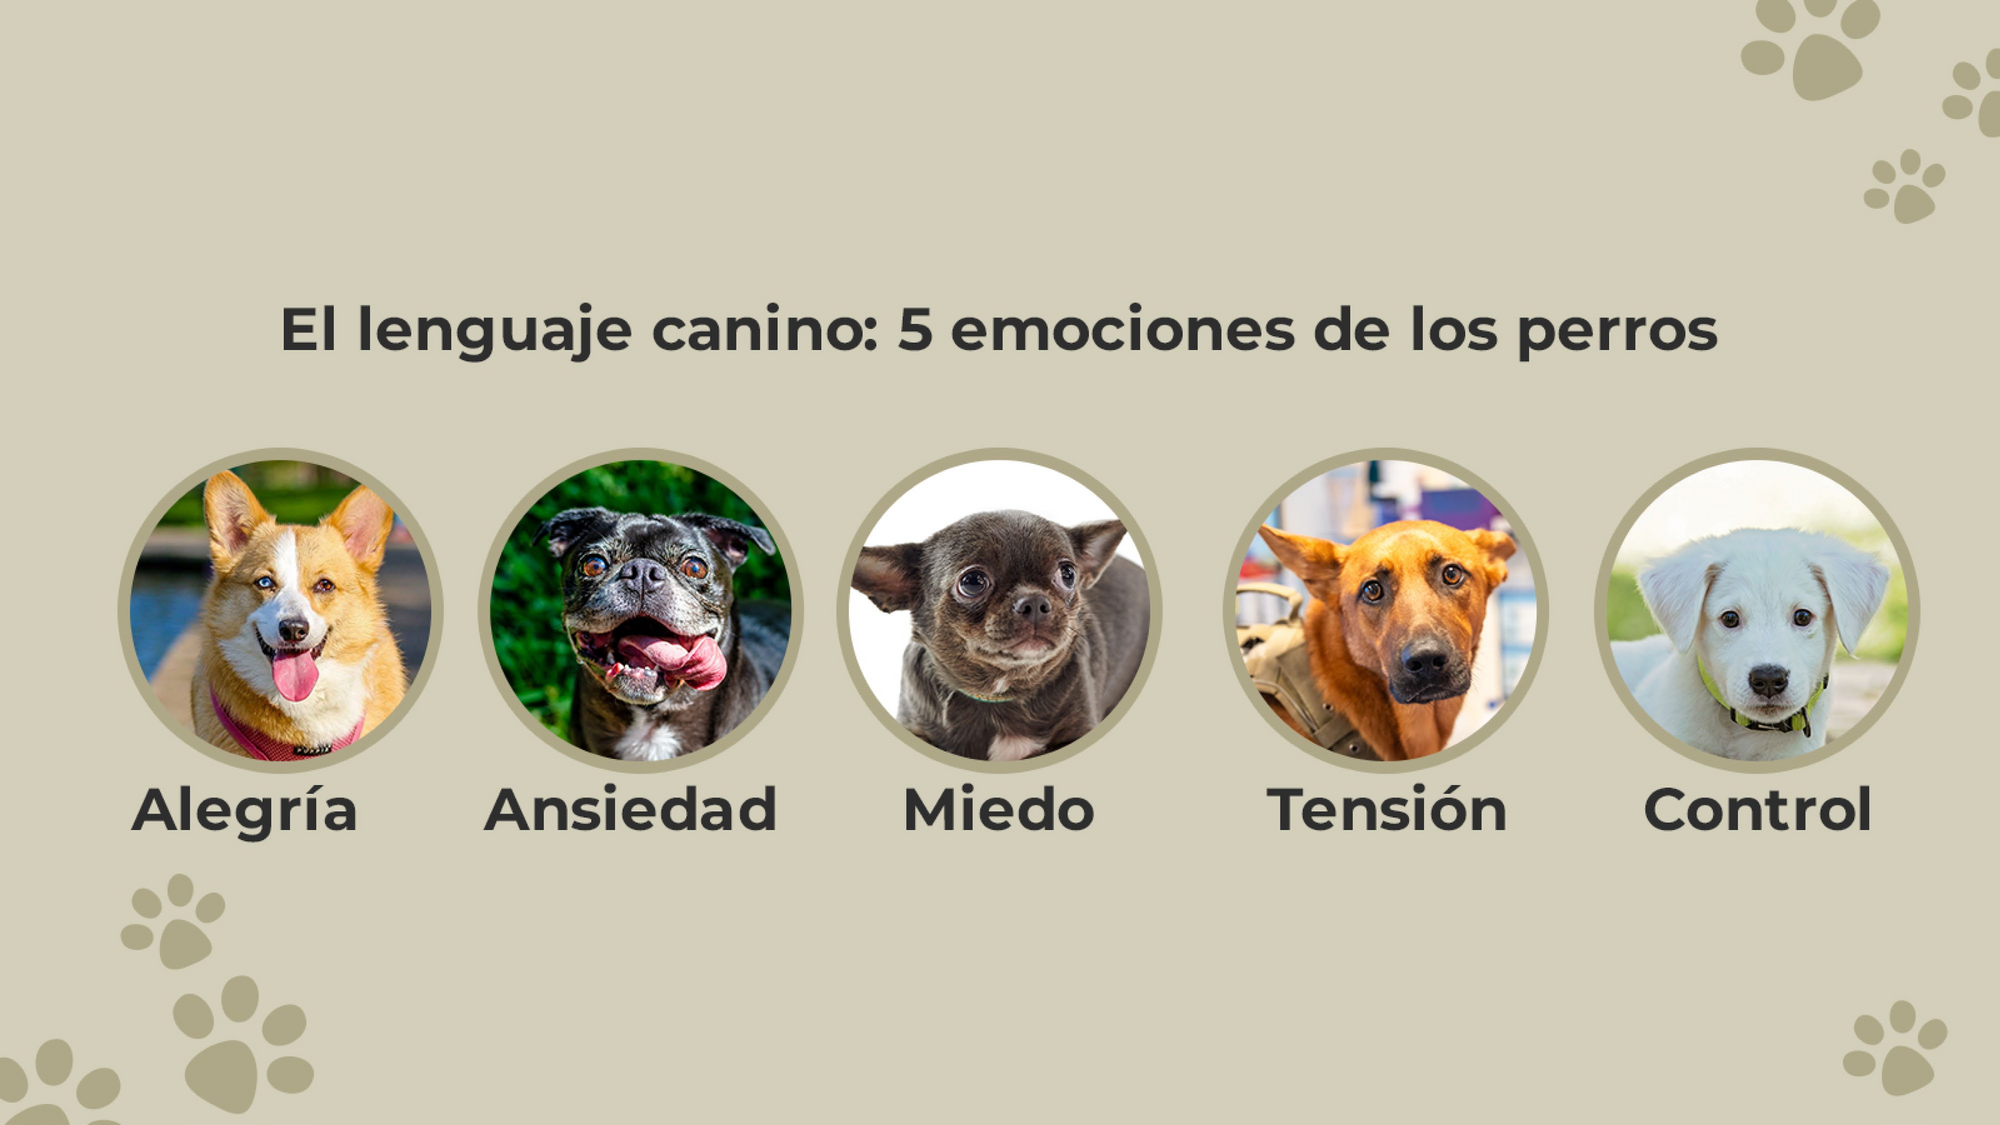 El lenguaje canino: 5 emociones de los perros
Alegría
Ansiedad
Miedo
Tensión
Control